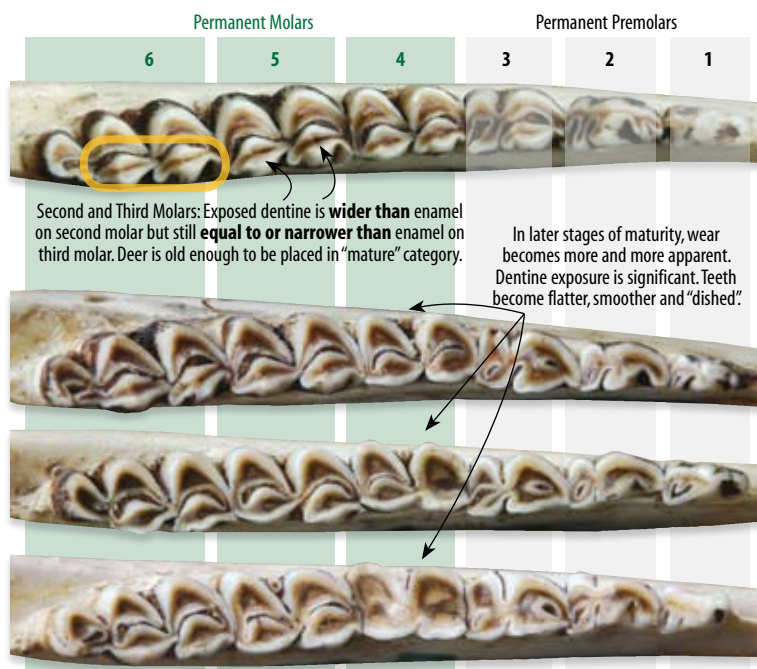 Permanent Molars
Permanent Premolars
6 5 4 3 2 1
Second and Third Molars: Exposed dentine is wider than enamel
on second molar but still equal to or narrower than enamel on
third molar. Deer is old enough to be placed in “mature” category.
In later stages of maturity, wear
becomes more and more apparent.
Dentine exposure is significant. Teeth
become flatter, smoother and “dished”.